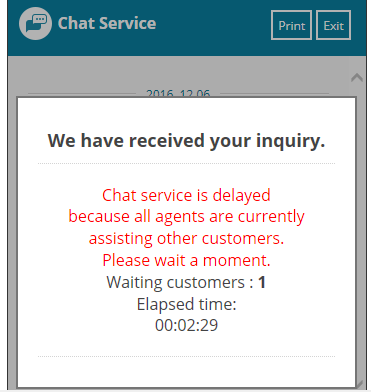 Chat Service
Print
Exit
2016. 12.06
We have received your inquiry.
Chat service is delayed
because all agents are currently
assisting other customers.
Please wait a moment.
Waiting customers : 1
Elapsed time:
00:02:29